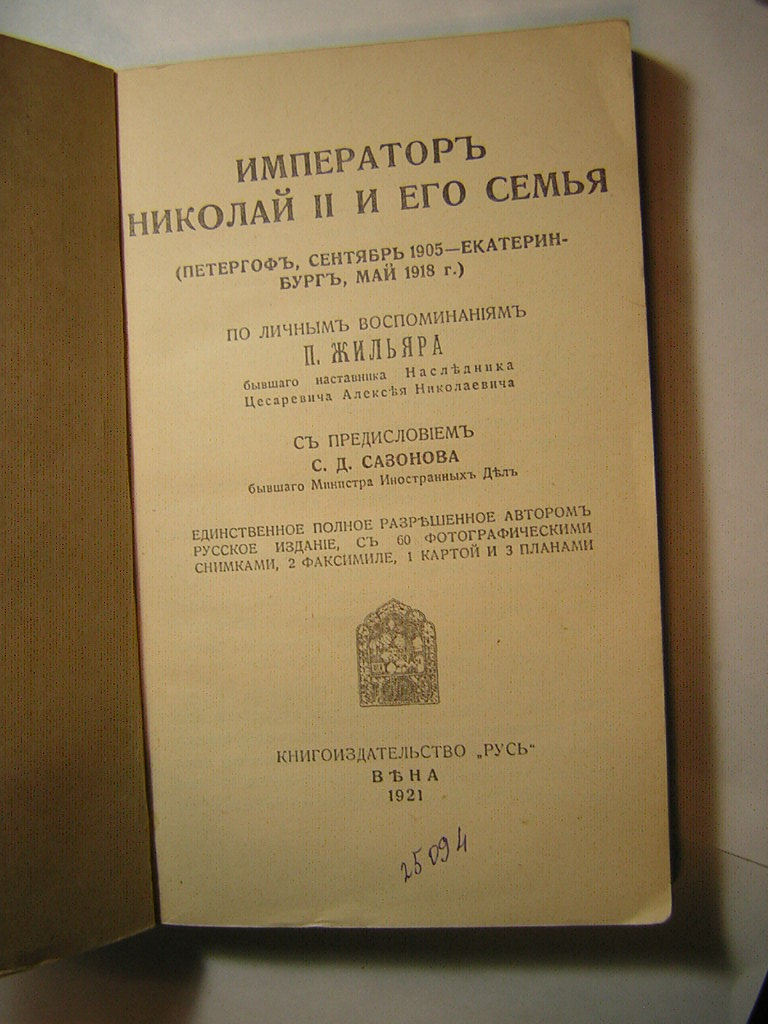 ИМПЕРАТОРЪ
НИКОЛАЙ II И ЕГО СЕМЬЯ
(ПЕТЕРГОФЪ, СЕНТЯБРЬ 1905—ЕКАТЕРИН-
БУРГЪ, МАЙ 1918 г.)
ПО ЛИЧНЫМЪ ВОСПОМИНАНІЯМЪ
П. ЖИЛЬЯРА
бывшаго наставника Наслѣдника
Цесаревича Алексѣя Николаевича
СЪ ПРЕДИСЛОВІЕМЪ
С. Д. САЗОНОВА
бывшаго Министра Иностранныхъ Дѣлъ
ЕДИНСТВЕННОЕ ПОЛНОЕ РАЗРѢШЕННОЕ АВТОРОМЪ
РУССКОЕ ИЗДАНІЕ, СЪ 60 ФОТОГРАФИЧЕСКИМИ
СНИМКАМИ, 2 ФАКСИМИЛЕ, 1 КАРТОЙ И 3 ПЛАНАМИ
КНИГОИЗДАТЕЛЬСТВО „РУСЬ“
ВѢНА
1921
25094